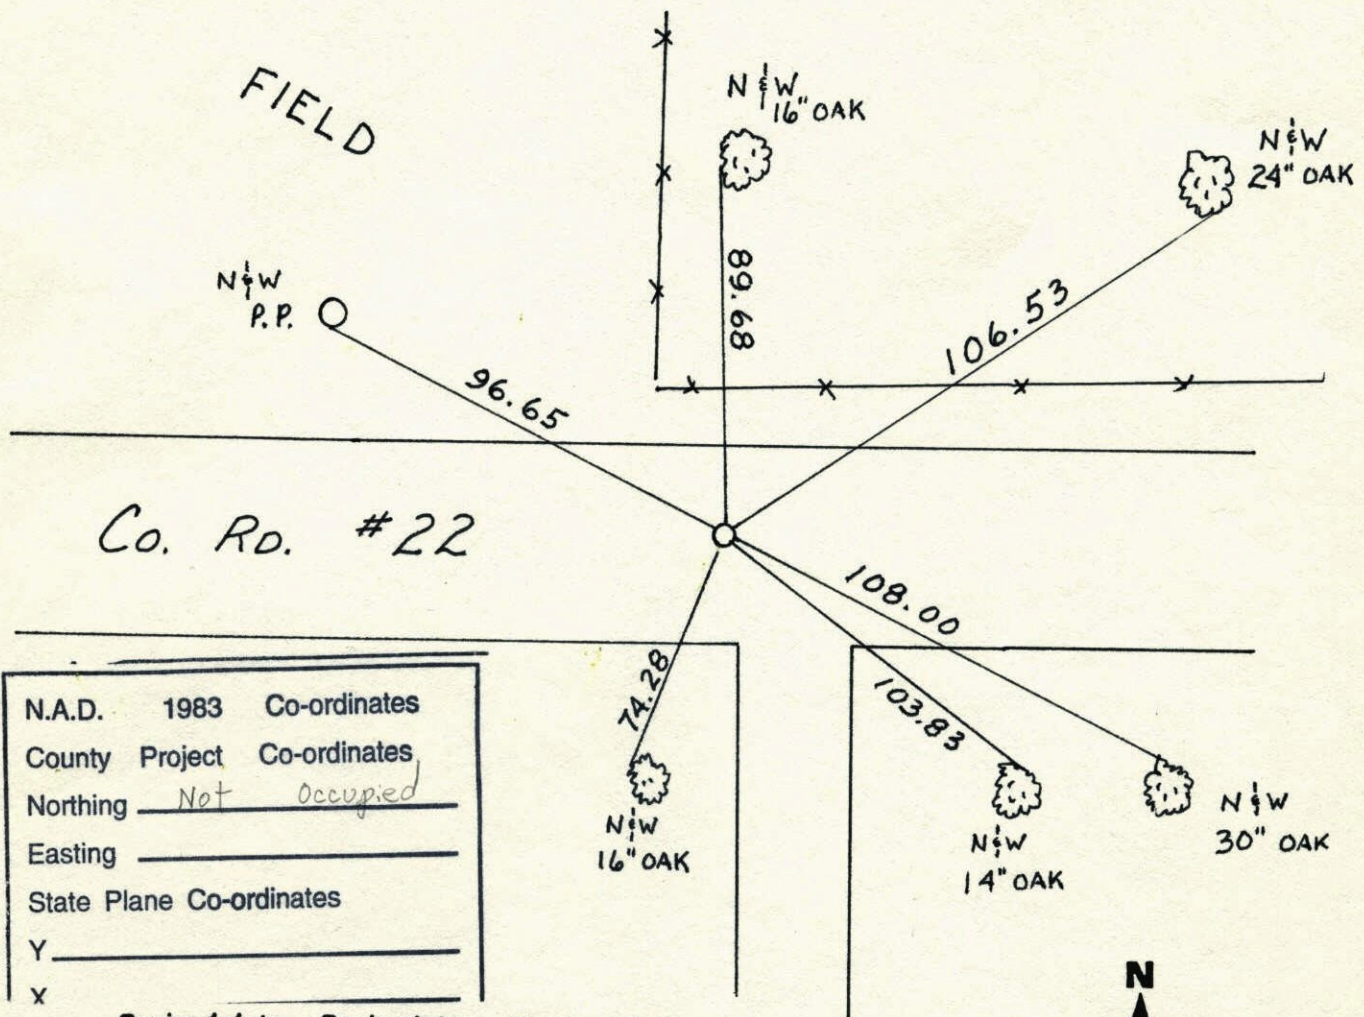 FIELD
N & W
16" OAK
N & W
24" OAK
N & W
P.P.
89.68
106.53
96.65
Co. RD. #22
108.00
74.28
103.83
N.A.D. 1983 Co-ordinates
County Project Co-ordinates
Northing Not Occupied
Easting
State Plane Co-ordinates
Y
X
N & W
16" OAK
N & W
14" OAK
N & W
30" OAK
N